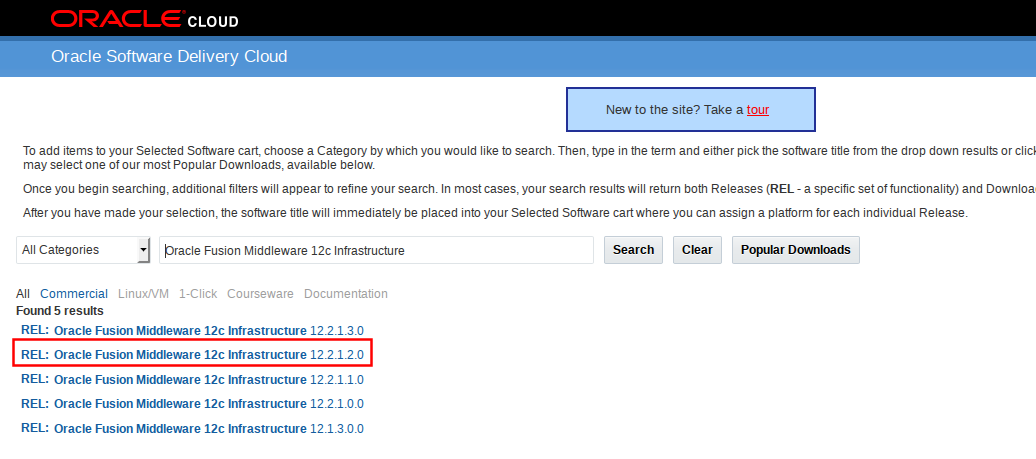 ORACLE CLOUD
Oracle Software Delivery Cloud
New to the site? Take a tour
To add items to your Selected Software cart, choose a Category by which you would like to search. Then, type in the term and either pick the software title from the drop down results or clic
may select one of our most Popular Downloads, available below.
Once you begin searching, additional filters will appear to refine your search. In most cases, your search results will return both Releases (REL - a specific set of functionality) and Downloa
After you have made your selection, the software title will immediately be placed into your Selected Software cart where you can assign a platform for each individual Release.
All Categories Oracle Fusion Middleware 12c Infrastructure Search Clear Popular Downloads
All Commercial Linux/VM 1-Click Courseware Documentation
Found 5 results
REL: Oracle Fusion Middleware 12c Infrastructure 12.2.1.3.0
REL: Oracle Fusion Middleware 12c Infrastructure 12.2.1.2.0
REL: Oracle Fusion Middleware 12c Infrastructure 12.2.1.1.0
REL: Oracle Fusion Middleware 12c Infrastructure 12.2.1.0.0
REL: Oracle Fusion Middleware 12c Infrastructure 12.1.3.0.0